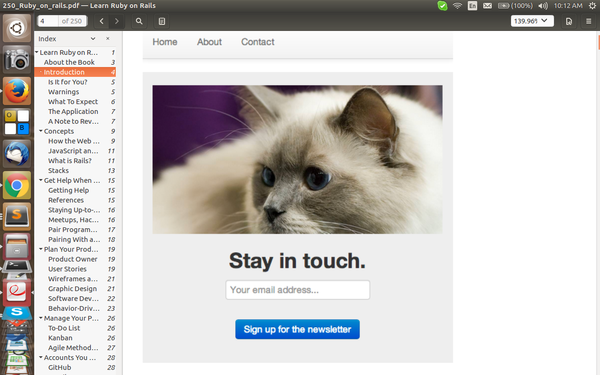 250_Ruby_on_rails.pdf — Learn Ruby on Rails
En
(100%)
10:12 AM
4
of 250
139.96%
Index
Learn Ruby on R... 1
About the Book 3
Introduction 4
Is It for You? 5
Warnings 5
What To Expect 6
The Application 7
A Note to Rev... 7
Concepts 9
How the Web ... 9
JavaScript an... 11
What is Rails? 11
Stacks 13
Get Help When ... 15
Getting Help 15
References 15
Staying Up-to-... 16
Meetups, Hac... 16
Pair Program... 17
Pairing With a... 18
Plan Your Prod... 19
Product Owner 19
User Stories 19
Wireframes a... 21
Graphic Design 21
Software Dev... 22
Behavior-Driv... 22
Manage Your P... 26
To-Do List 26
Kanban 26
Agile Method... 27
Accounts You ... 28
GitHub 28
Home
About
Contact
Stay in touch.
Your email address...
Sign up for the newsletter